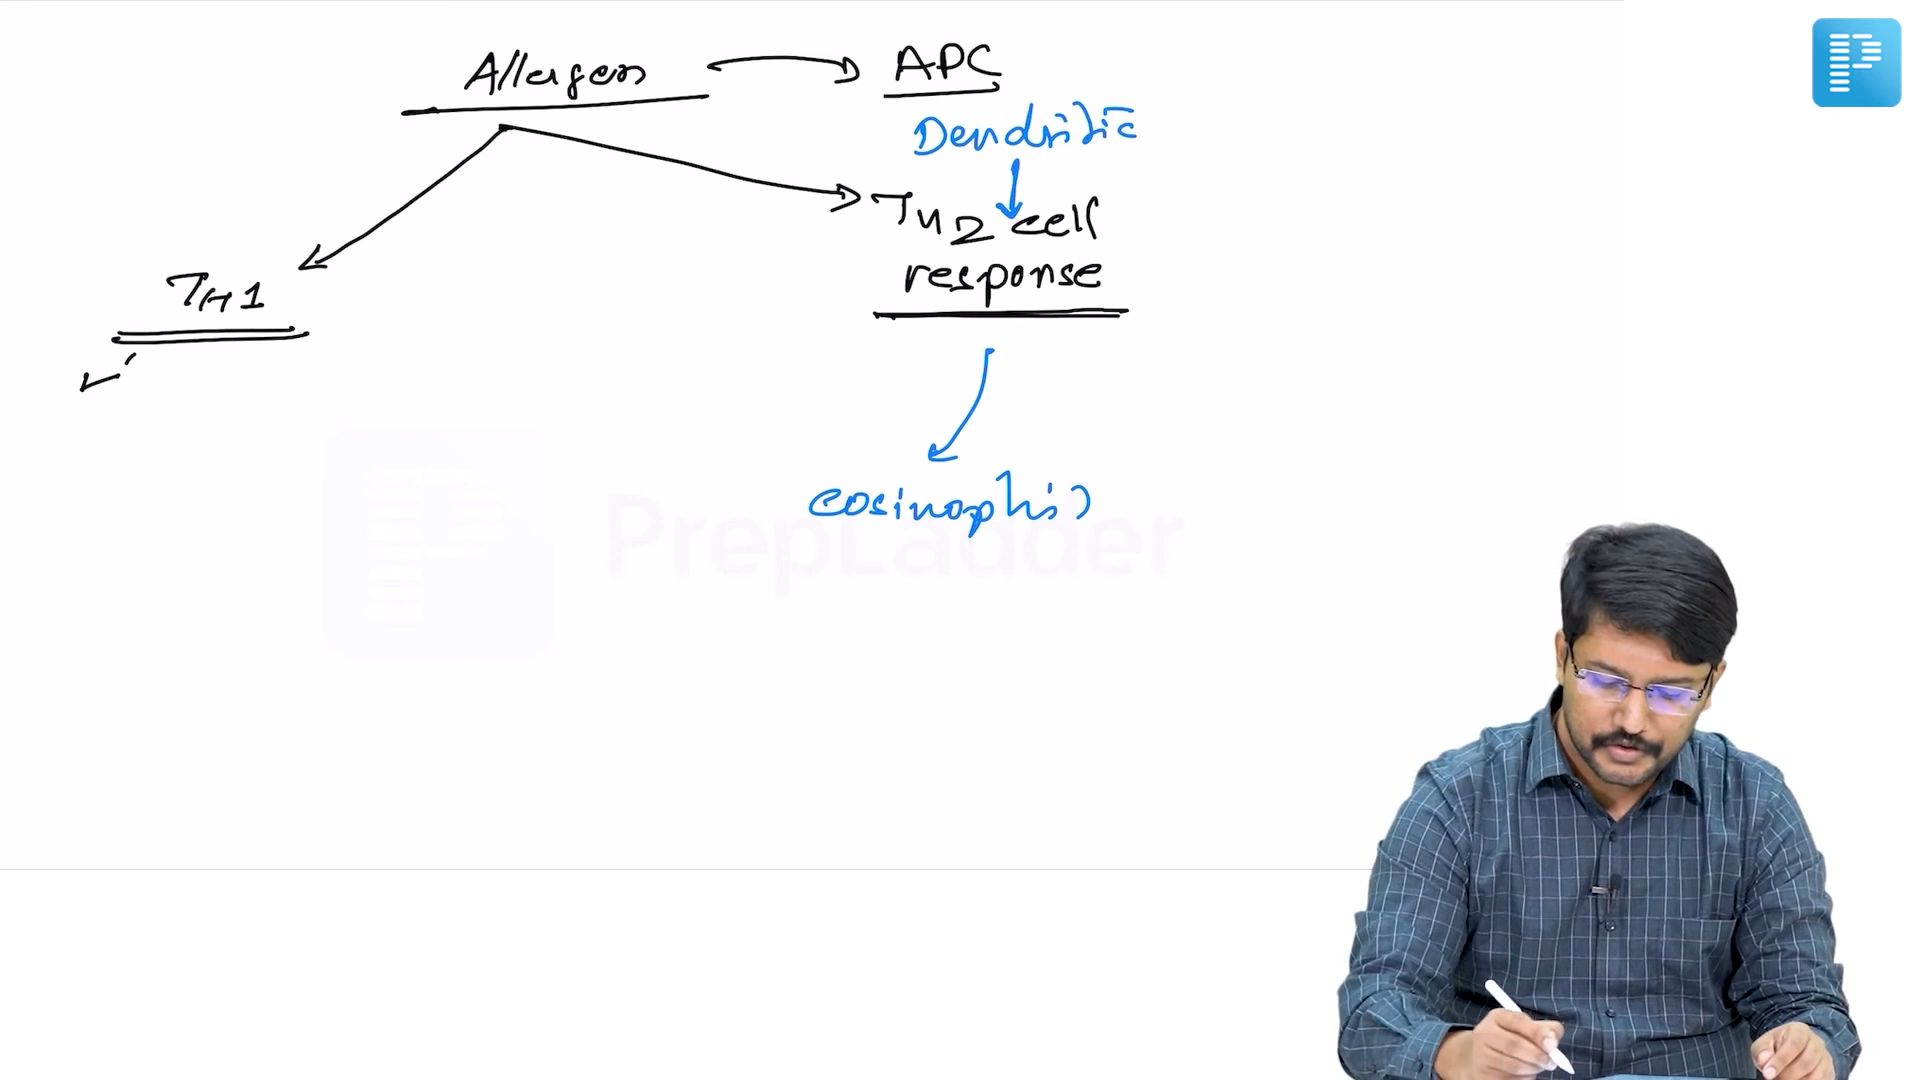 Allergen APC
Dendritic
TH2 cell
response
TH1
eosinophil
PrepLadder